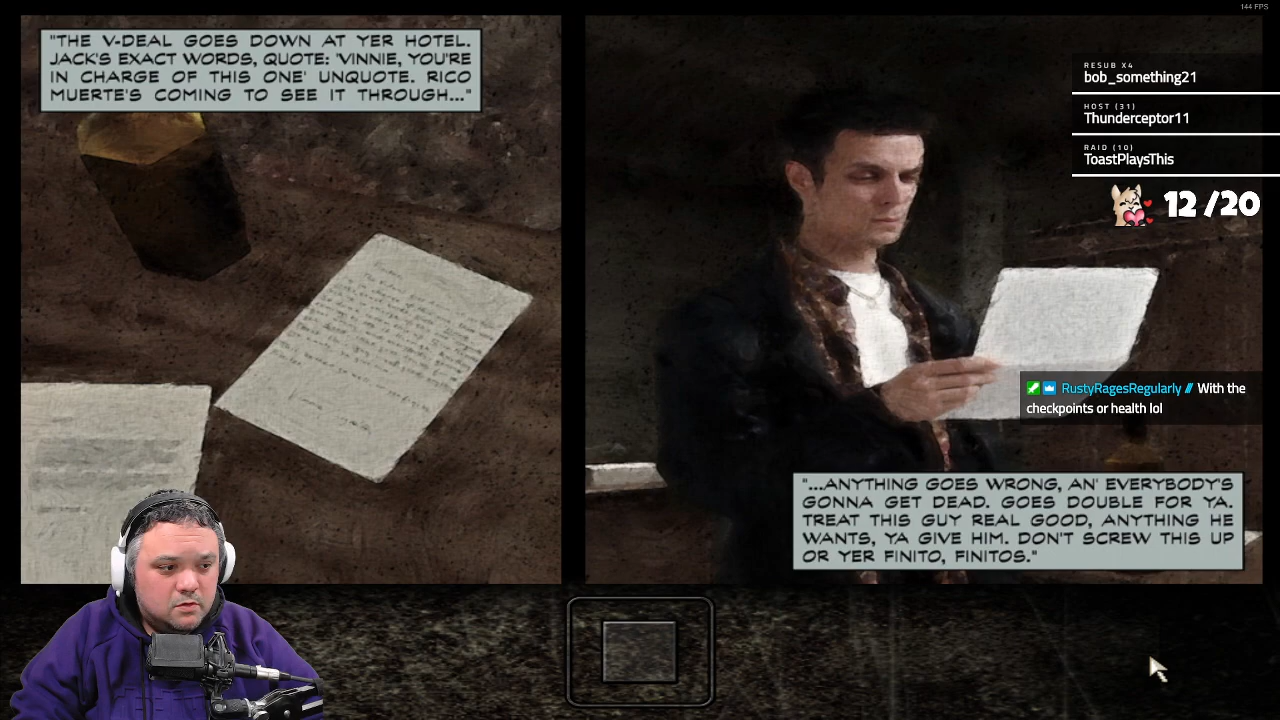 144 FPS
"THE V-DEAL GOES DOWN AT YER HOTEL.
JACK'S EXACT WORDS, QUOTE: 'VINNIE, YOU'RE
IN CHARGE OF THIS ONE' UNQUOTE. RICO
MUERTE'S COMING TO SEE IT THROUGH..."
RESUB X4
bob_something21
HOST (31)
Thunderceptor11
RAID (10)
ToastPlaysThis
12 /20
RustyRagesRegularly // With the
checkpoints or health lol
"...ANYTHING GOES WRONG, AN' EVERYBODY'S
GONNA GET DEAD. GOES DOUBLE FOR YA.
TREAT THIS GUY REAL GOOD, ANYTHING HE
WANTS, YA GIVE HIM. DON'T SCREW THIS UP
OR YER FINITO, FINITOS."